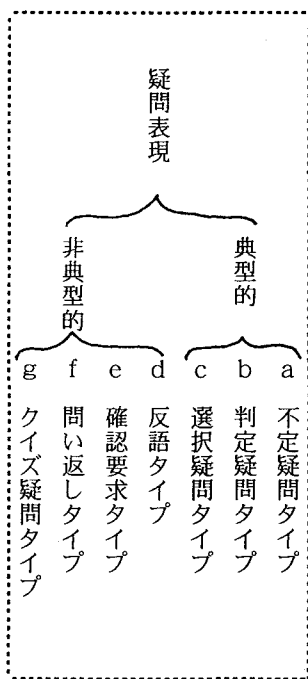 疑問表現
典型的
a 不定疑問タイプ
b 判定疑問タイプ
c 選択疑問タイプ
非典型的
d 反語タイプ
e 確認要求タイプ
f 問い返しタイプ
g クイズ疑問タイプ